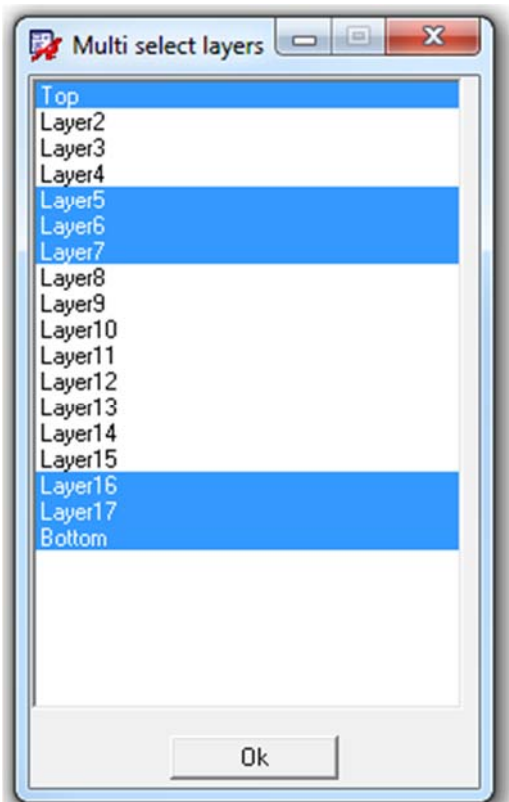 Multi select layers
Top
Layer2
Layer3
Layer4
Layer5
Layer6
Layer7
Layer8
Layer9
Layer10
Layer11
Layer12
Layer13
Layer14
Layer15
Layer16
Layer17
Bottom
Ok